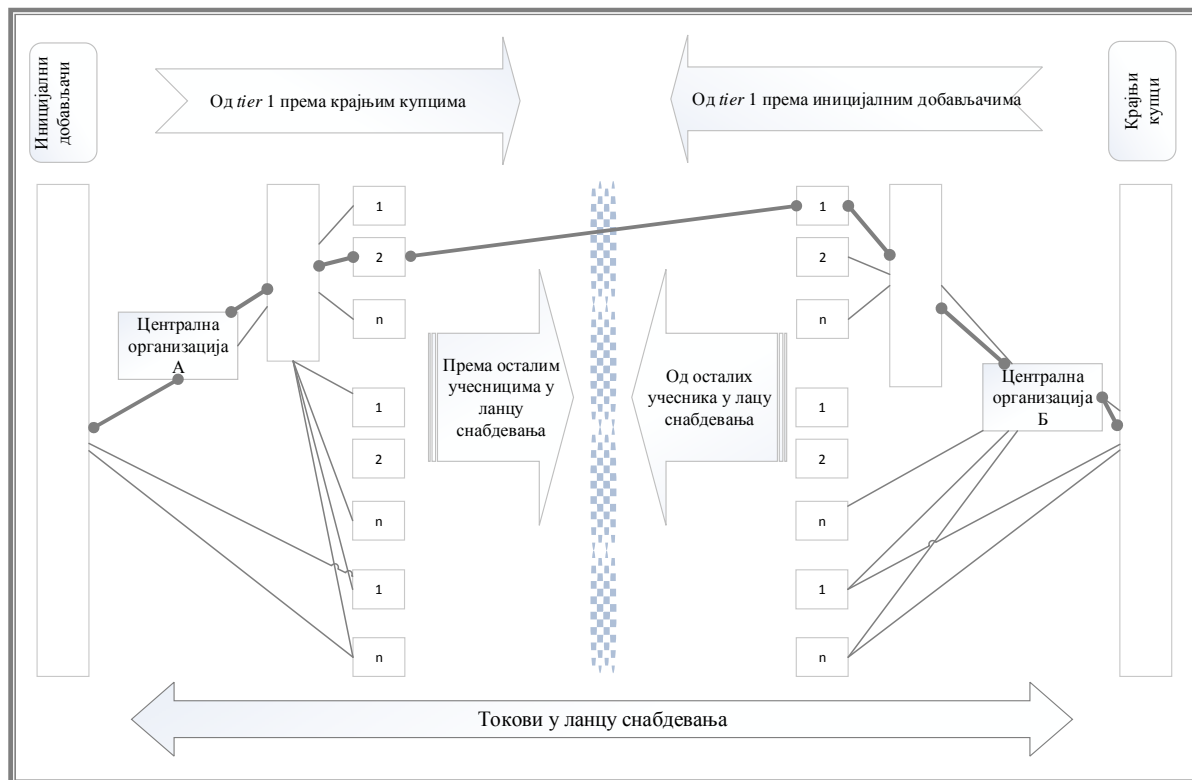 Иницијални
добављачи
Од tier 1 према крајњим купцима
Од tier 1 према иницијалним добављачима
Крајњи
купци
1
2
n
1
2
n
1
n
Централна
организација
А
Према осталим
учесницима у
ланцу
снабдевања
Од осталих
учесника у лацу
снабдевања
1
2
n
1
2
n
1
n
Централна
организација
Б
Токови у ланцу снабдевања